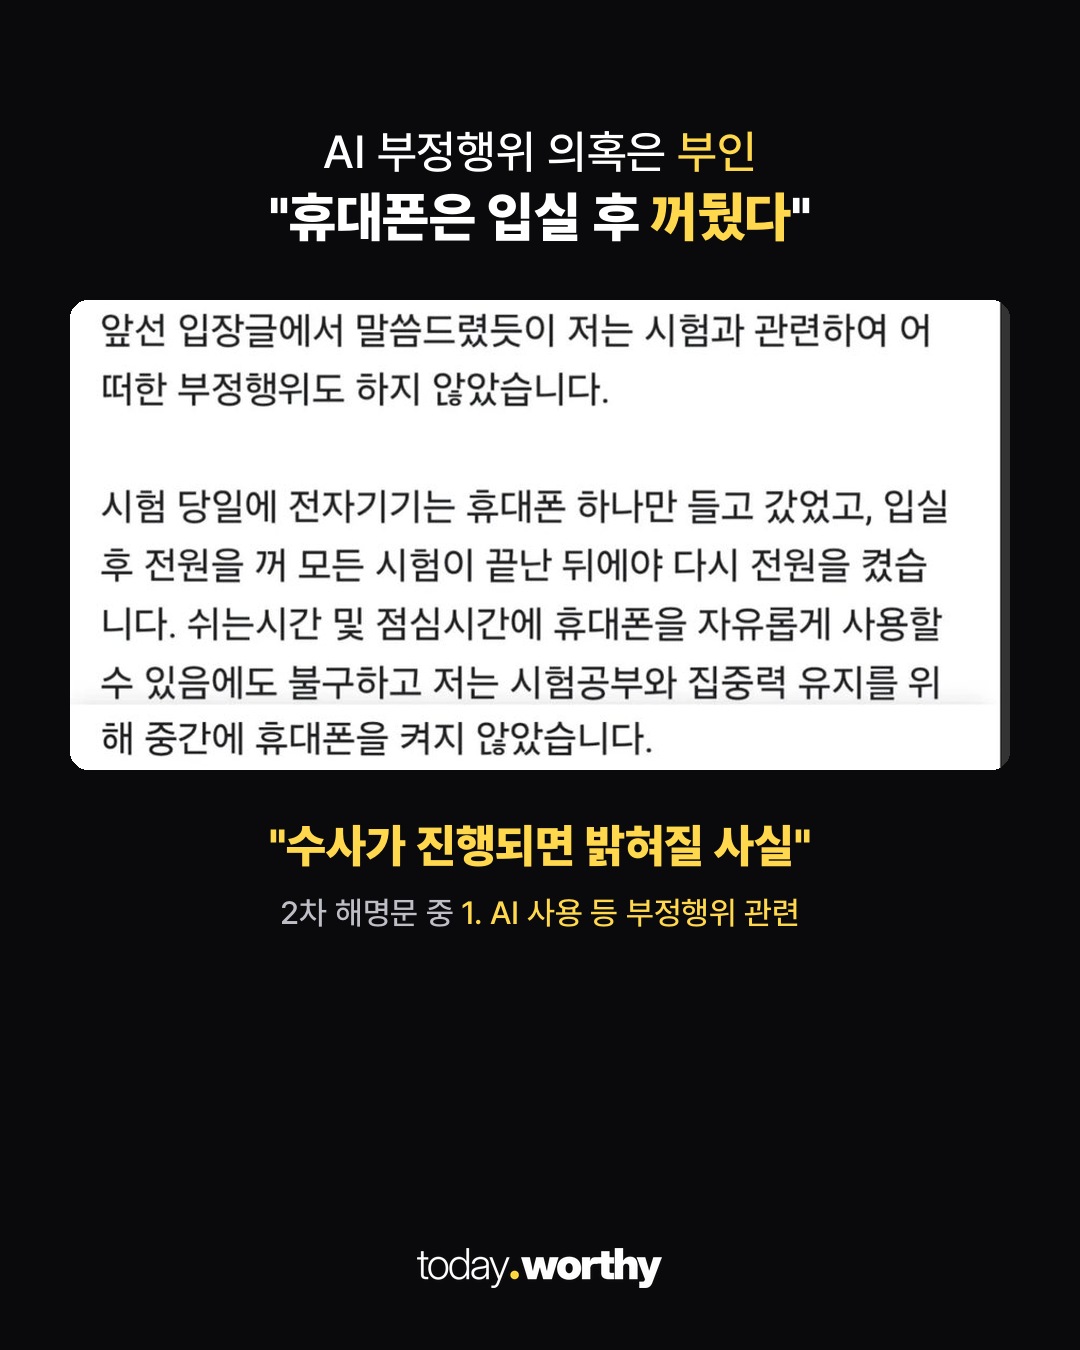 AI 부정행위 의혹은 부인
"휴대폰은 입실 후 꺼뒀다"
앞선 입장글에서 말씀드렸듯이 저는 시험과 관련하여 어
떠한 부정행위도 하지 않았습니다.
시험 당일에 전자기기는 휴대폰 하나만 들고 갔었고, 입실
후 전원을 꺼 모든 시험이 끝난 뒤에야 다시 전원을 켰습
니다. 쉬는시간 및 점심시간에 휴대폰을 자유롭게 사용할
수 있음에도 불구하고 저는 시험공부와 집중력 유지를 위
해 중간에 휴대폰을 켜지 않았습니다.
"수사가 진행되면 밝혀질 사실"
2차 해명문 중 1. AI 사용 등 부정행위 관련
today.worthy